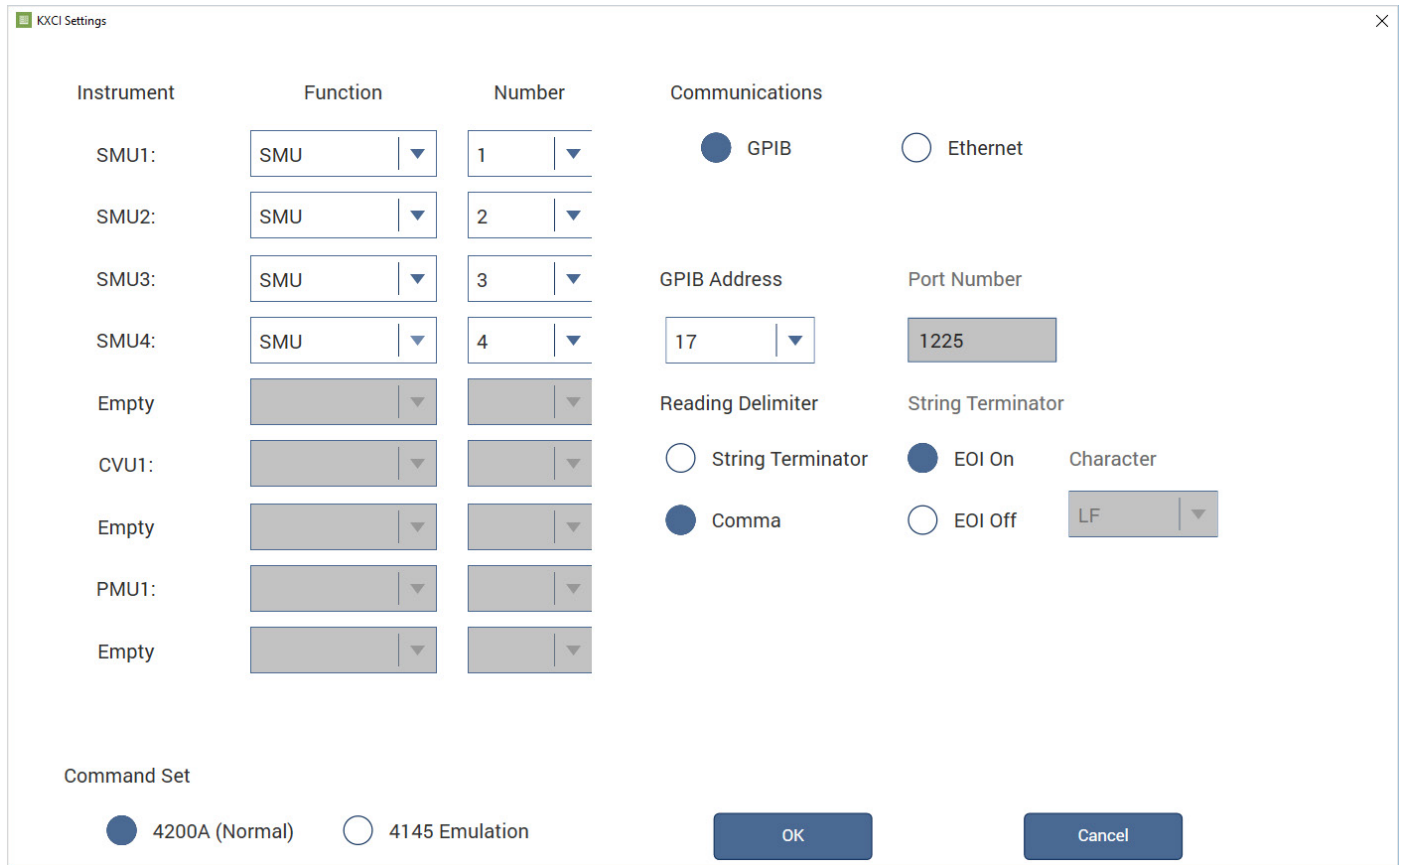 KXCI Settings
Instrument Function Number Communications
SMU1: SMU 1 GPIB Ethernet
SMU2: SMU 2
SMU3: SMU 3 GPIB Address Port Number
SMU4: SMU 4 17 1225
Empty Reading Delimiter String Terminator
CVU1: String Terminator EOI On Character
Empty Comma EOI Off LF
PMU1:
Empty
Command Set
4200A (Normal) 4145 Emulation OK Cancel